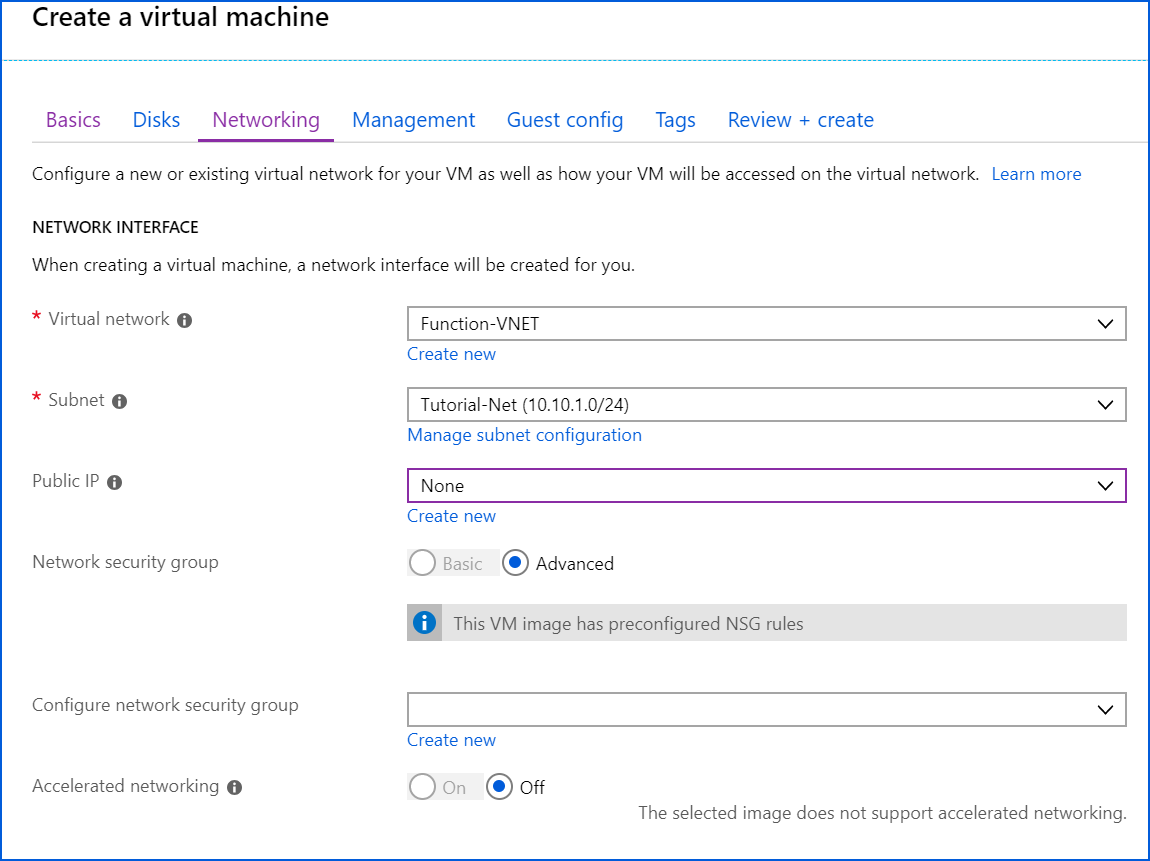 Create a virtual machine
Basics Disks Networking Management Guest config Tags Review + create
Configure a new or existing virtual network for your VM as well as how your VM will be accessed on the virtual network. Learn more
NETWORK INTERFACE
When creating a virtual machine, a network interface will be created for you.
* Virtual network
Function-VNET
Create new
* Subnet
Tutorial-Net (10.10.1.0/24)
Manage subnet configuration
Public IP
None
Create new
Network security group
Basic Advanced
This VM image has preconfigured NSG rules
Configure network security group
Create new
Accelerated networking
On Off
The selected image does not support accelerated networking.